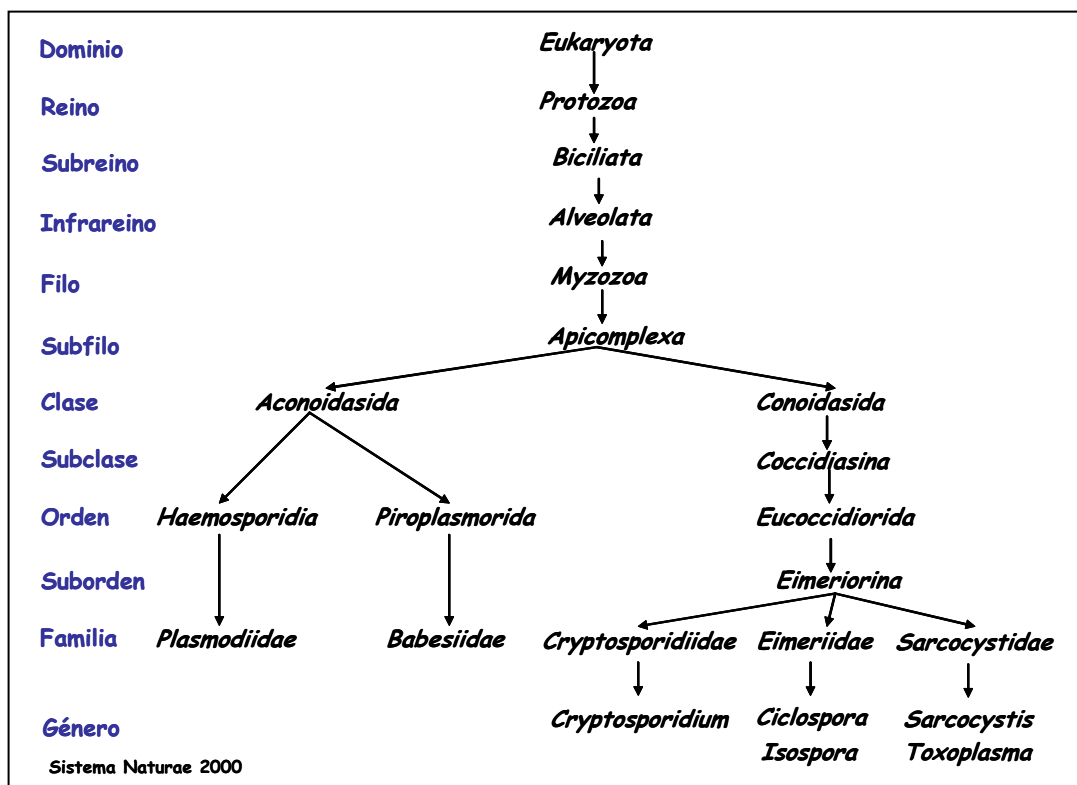 Dominio Eukaryota
Reino Protozoa
Subreino Biciliata
Infrareino Alveolata
Filo Myzozoa
Subfilo Apicomplexa
Clase Aconoidasida Conoidasida
Subclase Coccidiasina
Orden Haemosporidia Piroplasmorida Eucoccidiorida
Suborden Eimeriorina
Familia Plasmodiidae Babesiidae Cryptosporidiidae Eimeriidae Sarcocystidae
Género Cryptosporidium Ciclospora Sarcocystis
Isospora Toxoplasma
Sistema Naturae 2000